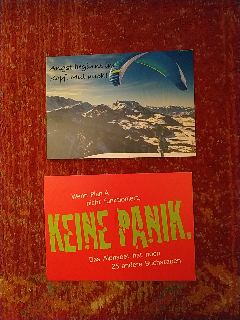 Angst beginnt im
Kopf. Mut auch!
Wenn Plan A
nicht funktioniert,
KEINE PANIK.
Das Alphabet hat noch
25 andere Buchstaben